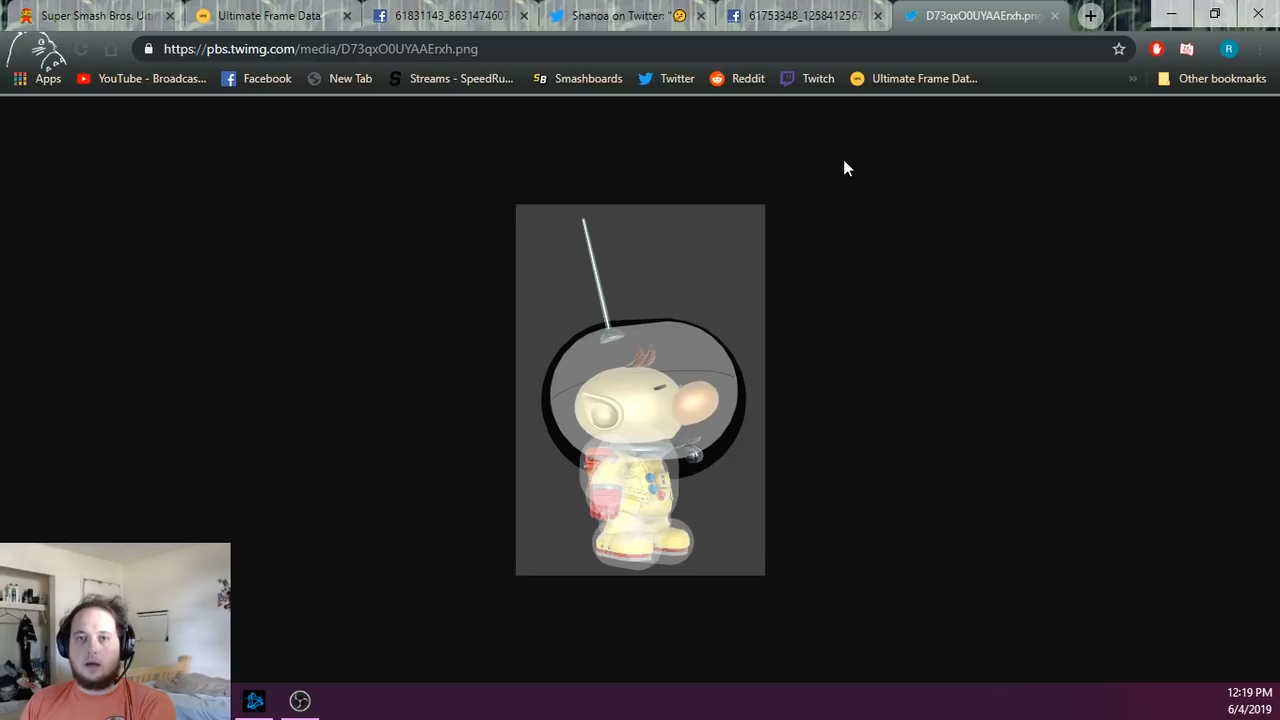 Super Smash Bros. Ulti
Ultimate Frame Data
61831143_8631474607
Shanoa on Twitter: "🤔
61753348_1258412567
D73qxO0UYAAErxh.png
https://pbs.twimg.com/media/D73qxO0UYAAErxh.png
R
Apps
YouTube - Broadcas...
Facebook
New Tab
Streams - SpeedRu...
Smashboards
Twitter
Reddit
Twitch
Ultimate Frame Dat...
Other bookmarks
12:19 PM
6/4/2019